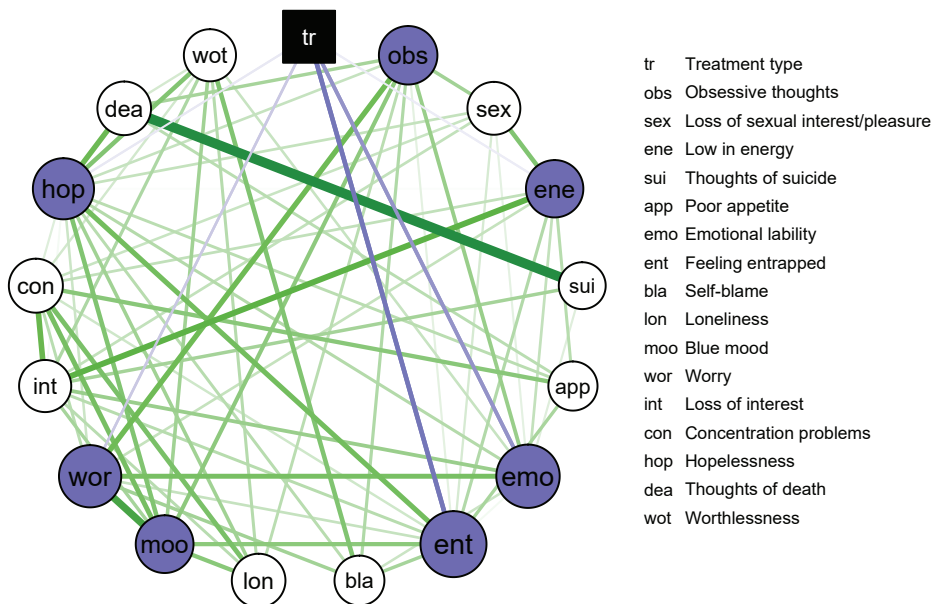 tr
wot
obs
dea
sex
hop
ene
con
sui
int
app
wor
emo
moo
ent
lon
bla
tr Treatment type
obs Obsessive thoughts
sex Loss of sexual interest/pleasure
ene Low in energy
sui Thoughts of suicide
app Poor appetite
emo Emotional lability
ent Feeling entrapped
bla Self-blame
lon Loneliness
moo Blue mood
wor Worry
int Loss of interest
con Concentration problems
hop Hopelessness
dea Thoughts of death
wot Worthlessness